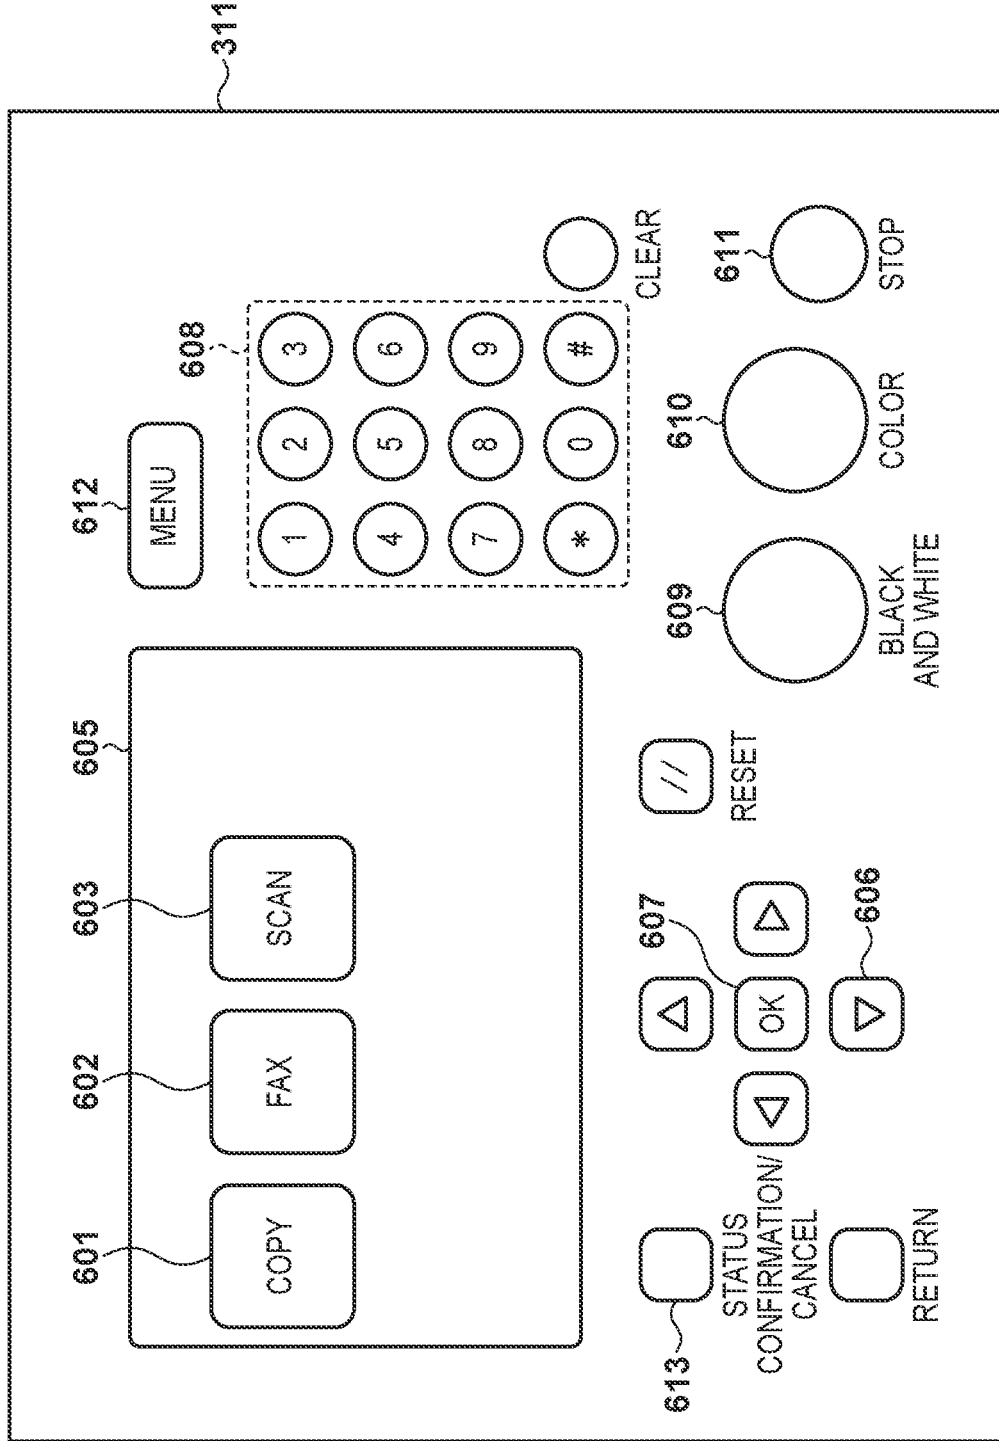 311
605
612
MENU
601
602
603
COPY
FAX
SCAN
608
1 2 3
4 5 6
7 8 9
* 0 #
CLEAR
613
STATUS
CONFIRMATION/
CANCEL
RETURN
607
OK
606
//
RESET
609
BLACK
AND WHITE
610
COLOR
611
STOP